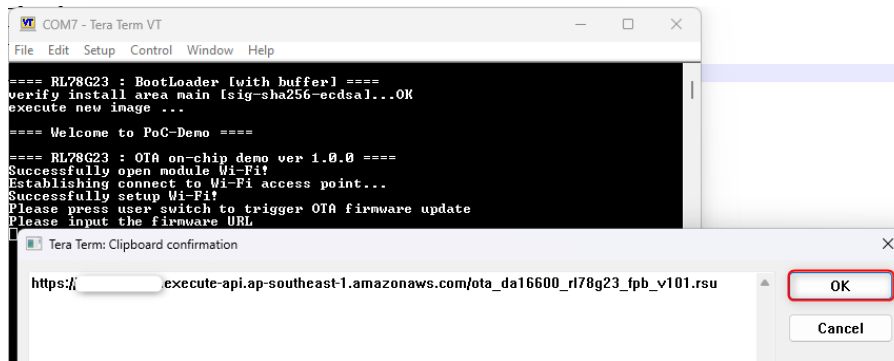 COM7 - Tera Term VT
File Edit Setup Control Window Help
==== RL78G23 : BootLoader [with buffer] ====
verify install area main [sig-sha256-ecdsa]...OK
execute new image ...
==== Welcome to PoC-Demo ====
==== RL78G23 : OTA on-chip demo ver 1.0.0 ====
Successfully open module Wi-Fi!
Establishing connect to Wi-Fi access point...
Successfully setup Wi-Fi!
Please press user switch to trigger OTA firmware update
Please input the firmware URL
Tera Term: Clipboard confirmation
https:// .execute-api.ap-southeast-1.amazonaws.com/ota_da16600_rl78g23_fpb_v101.rsu
OK
Cancel